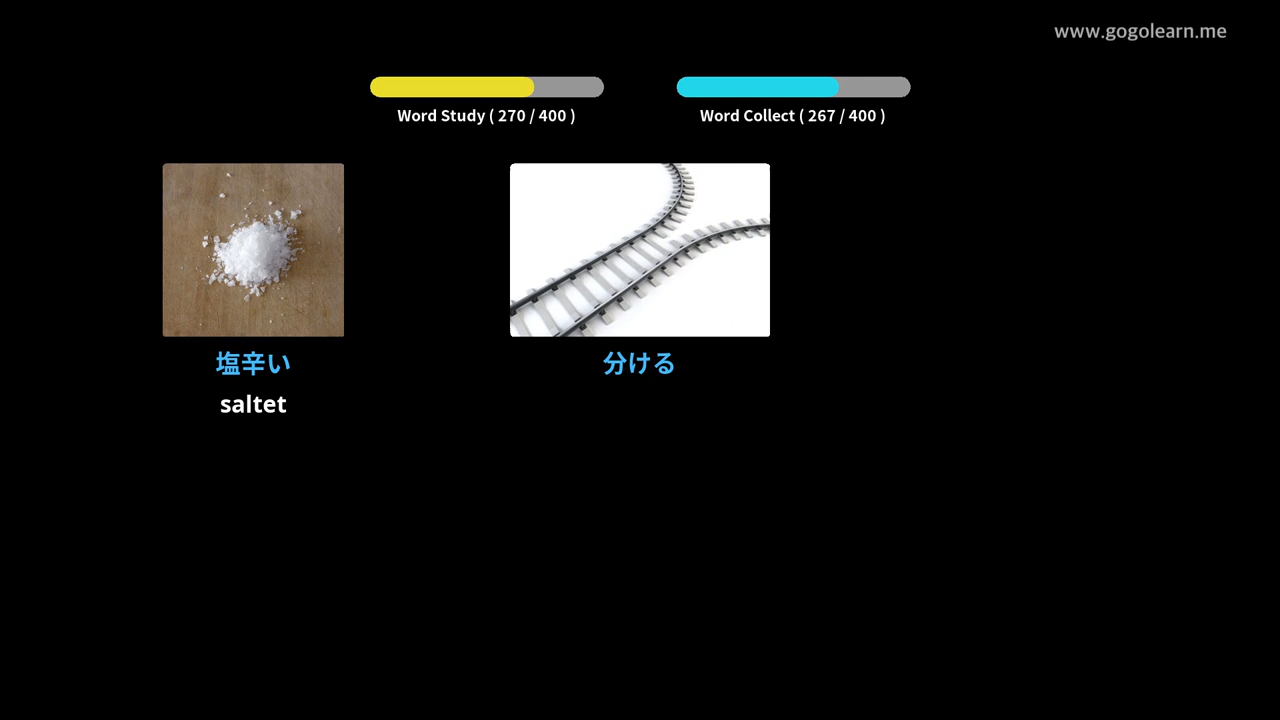 www.gogolearn.me
Word Study ( 270 / 400 )
Word Collect ( 267 / 400 )
塩辛い
分ける
saltet